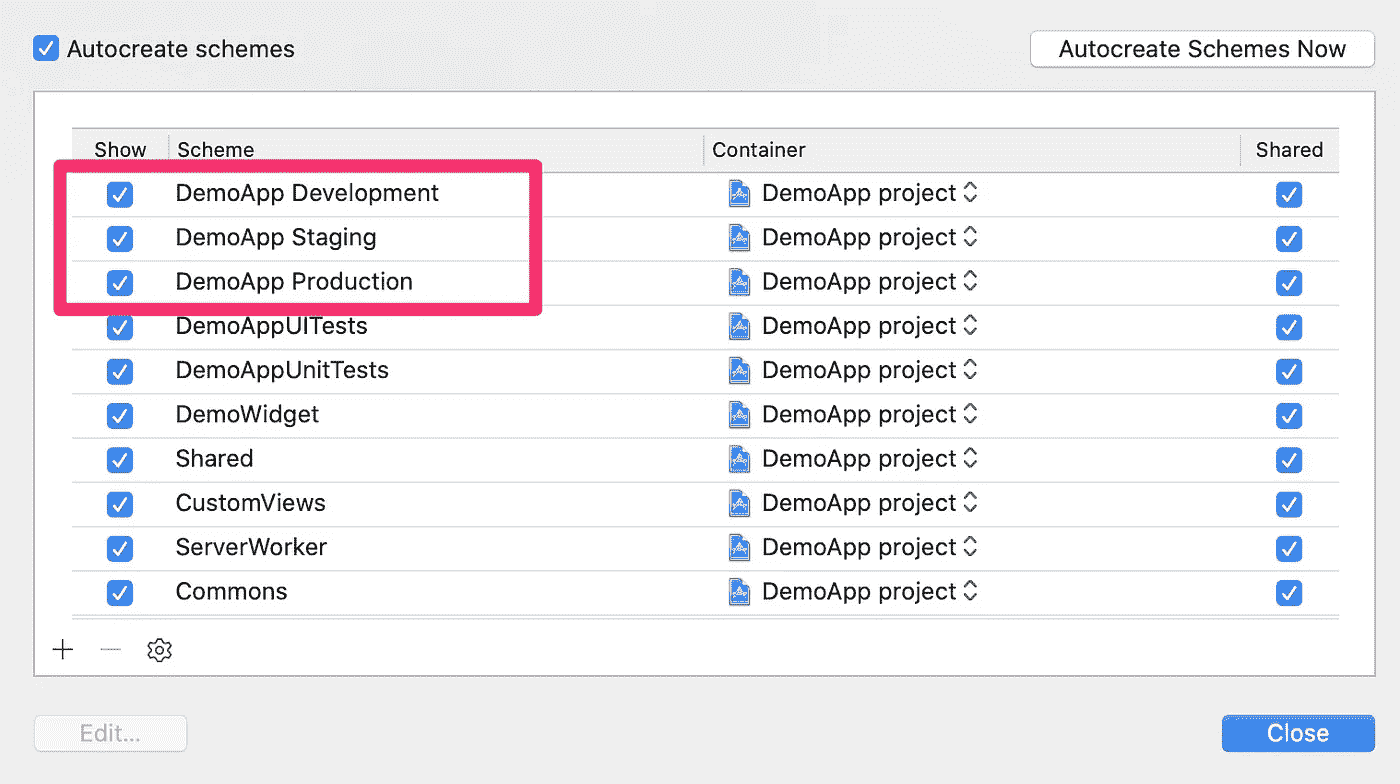 Autocreate schemes Autocreate Schemes Now
Show Scheme Container Shared
DemoApp Development DemoApp project
DemoApp Staging DemoApp project
DemoApp Production DemoApp project
DemoAppUITests DemoApp project
DemoAppUnitTests DemoApp project
DemoWidget DemoApp project
Shared DemoApp project
CustomViews DemoApp project
ServerWorker DemoApp project
Commons DemoApp project
Edit... Close